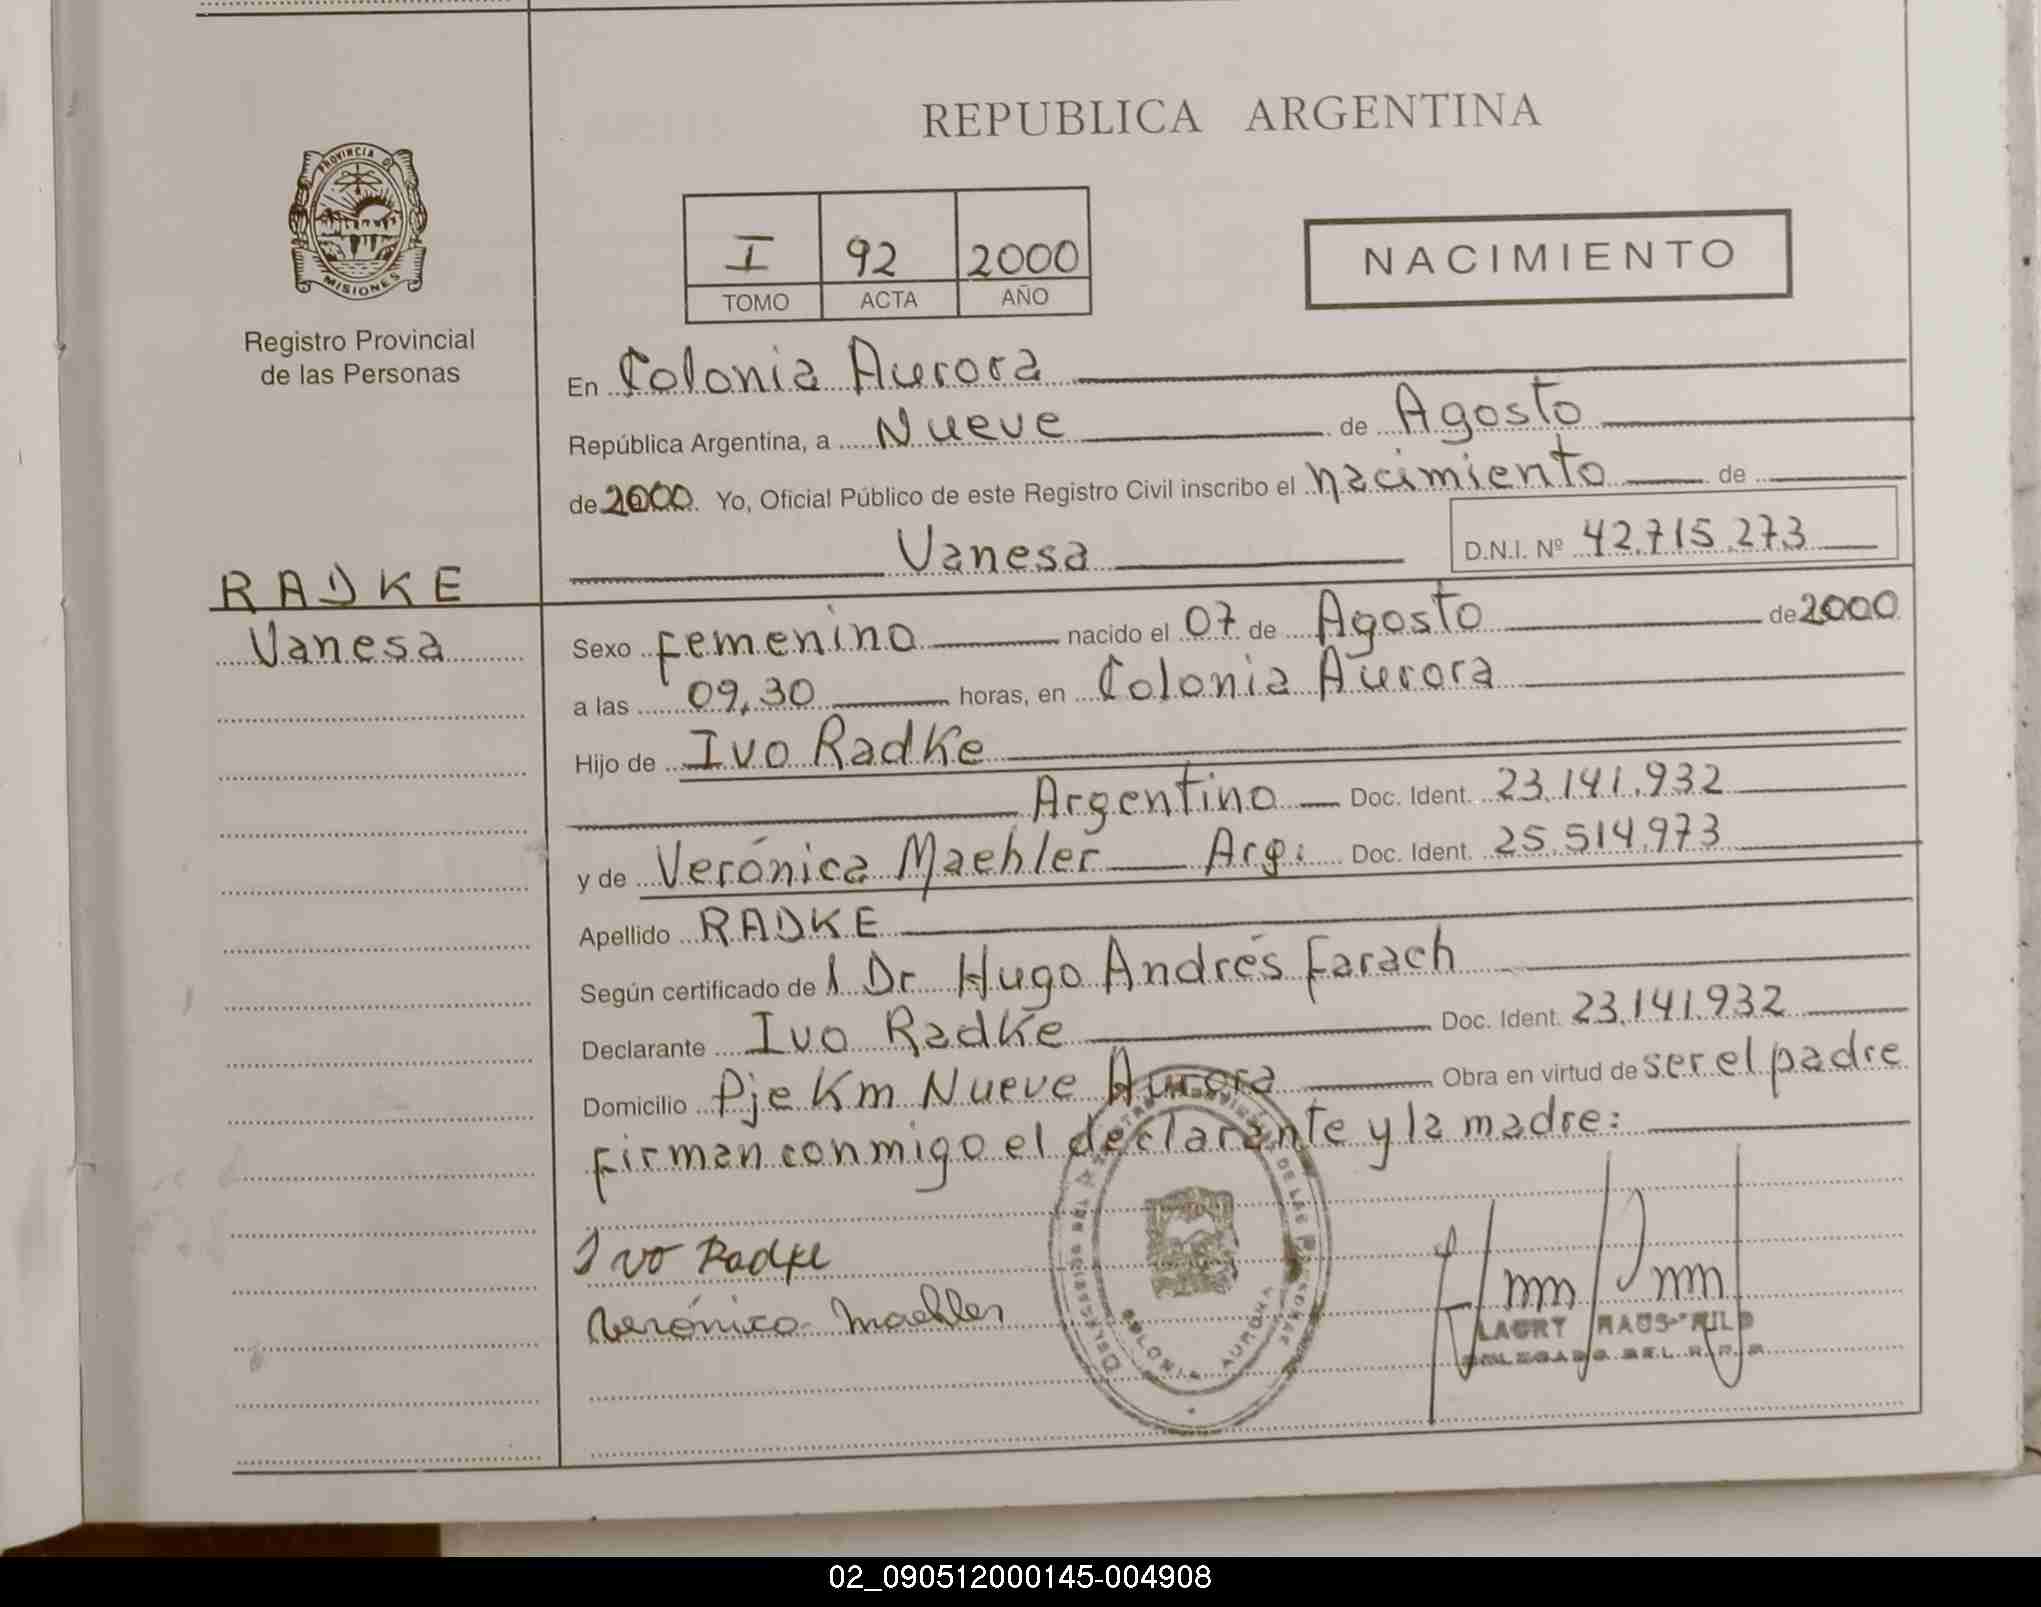 REPUBLICA ARGENTINA
PROVINCIA DE
MISIONES
Registro Provincial
de las Personas
I 92 2000
TOMO ACTA AÑO
NACIMIENTO
En Colonia Aurora
República Argentina, a Nueve de Agosto
de 2000. Yo, Oficial Público de este Registro Civil inscribo el nacimiento de
Vanesa D.N.I. Nº 42.715.273
RADKE
Vanesa
Sexo femenino nacido el 07 de Agosto de 2000
a las 09,30 horas, en Colonia Aurora
Hijo de Ivo Radke
Argentino Doc. Ident. 23.141.932
y de Verónica Maehler Arg. Doc. Ident. 25.514.973
Apellido RADKE
Según certificado de l Dr. Hugo Andrés Farach
Declarante Ivo Radke Doc. Ident. 23.141.932
Domicilio Pje Km Nueve Aurora Obra en virtud de ser el padre
firman conmigo el declarante y la madre:
Ivo Radke
Verónica Maehler
COLONIA AURORA
DELEGADO DEL R.P.P.
02_090512000145-004908